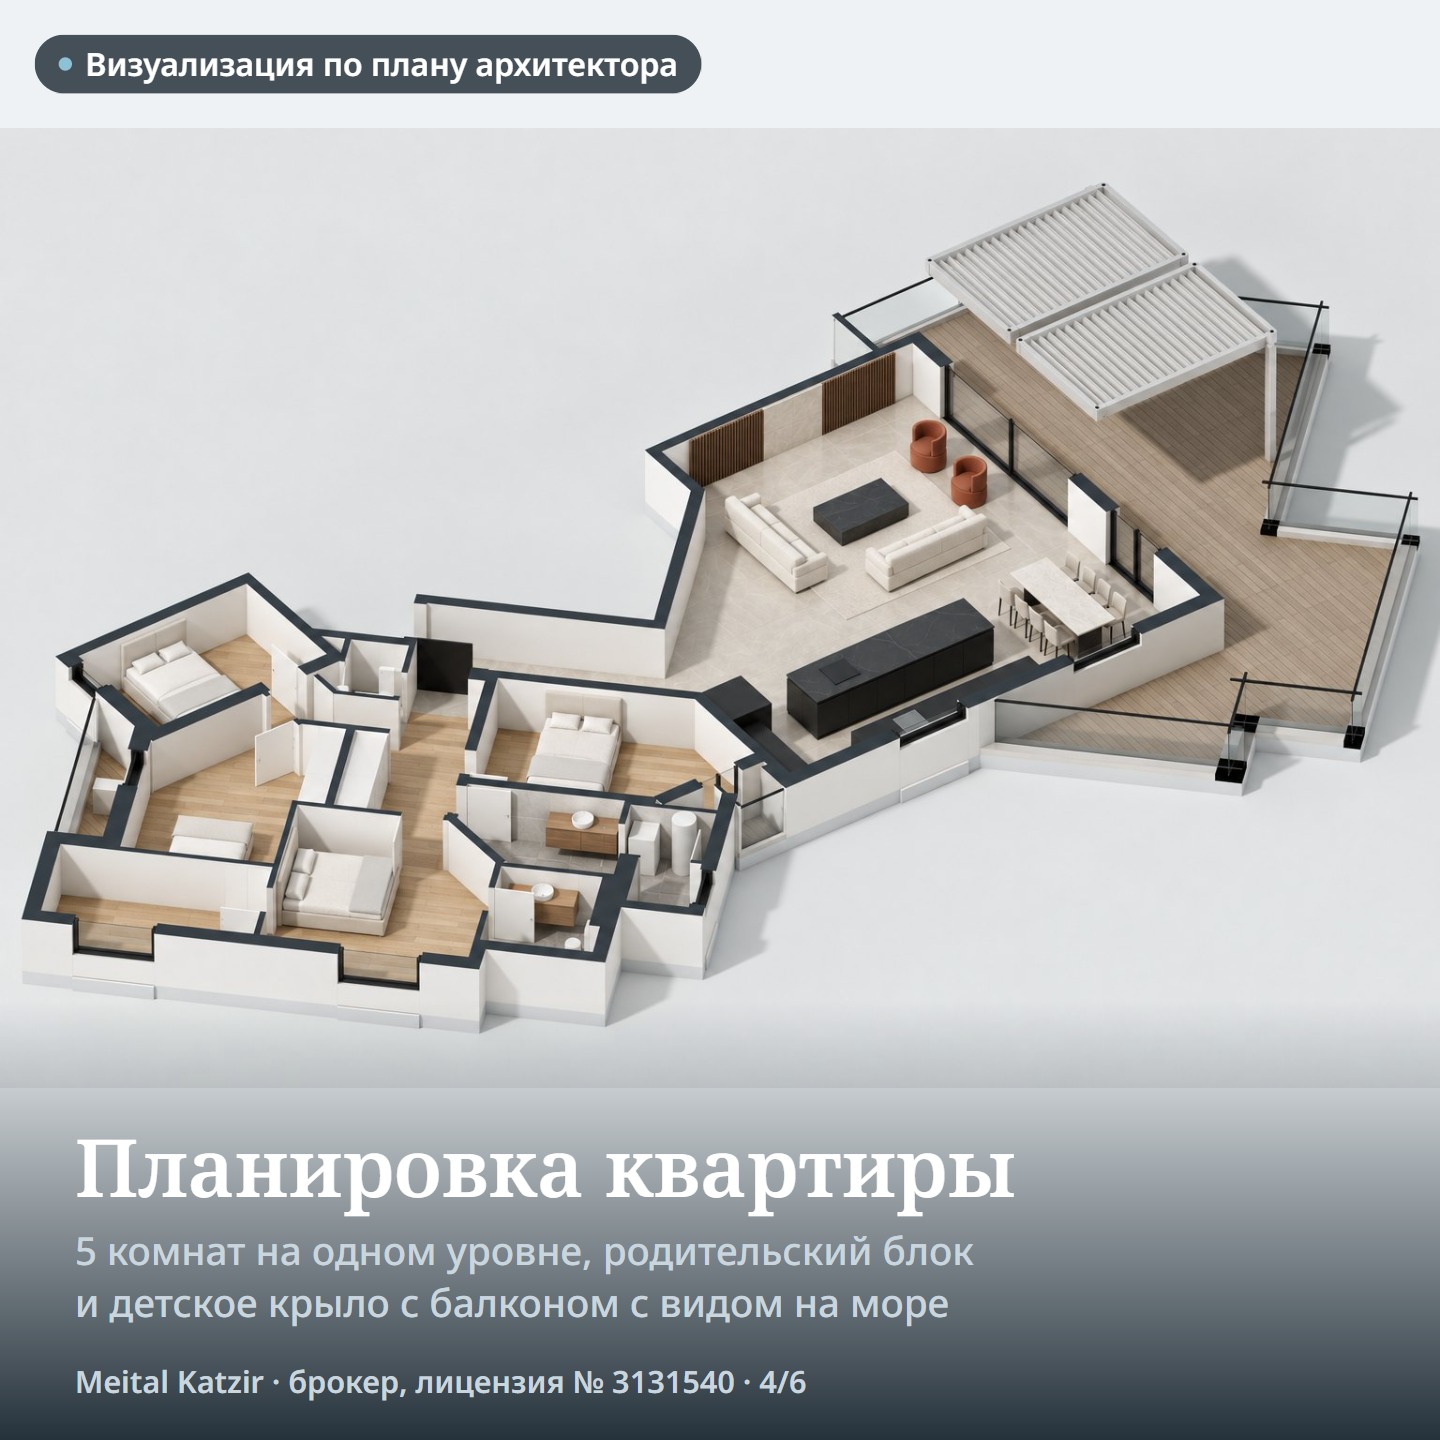 Визуализация по плану архитектора
Планировка квартиры
5 комнат на одном уровне, родительский блок
и детское крыло с балконом с видом на море
Meital Katzir · брокер, лицензия № 3131540 · 4/6